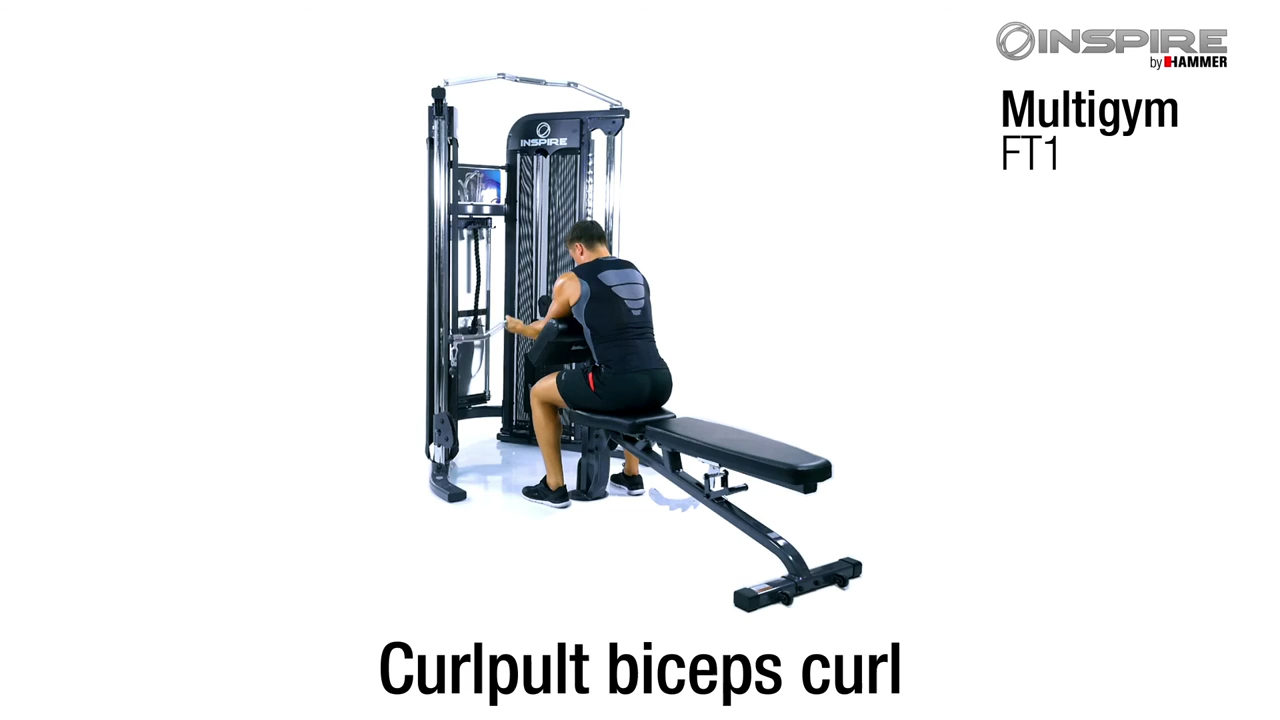 INSPIRE
by HAMMER
Multigym
FT1
INSPIRE
Curlpult biceps curl